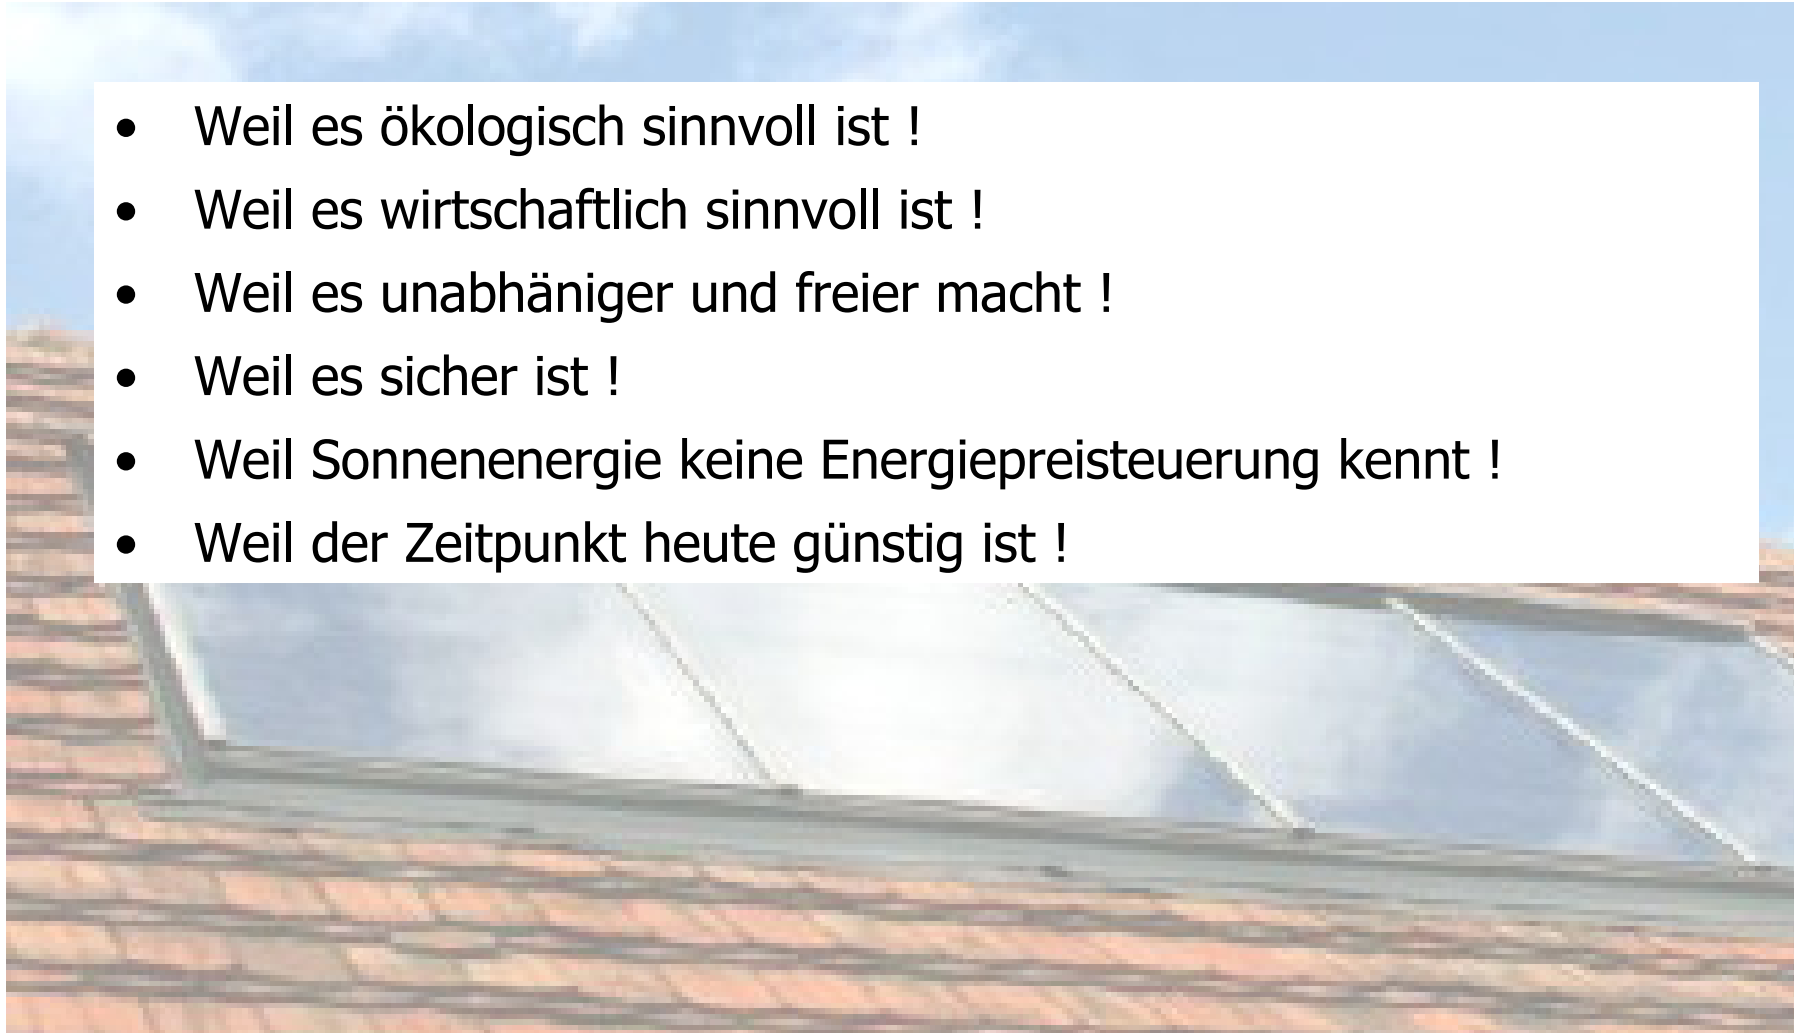 • Weil es ökologisch sinnvoll ist !
• Weil es wirtschaftlich sinnvoll ist !
• Weil es unabhäniger und freier macht !
• Weil es sicher ist !
• Weil Sonnenenergie keine Energiepreisteuerung kennt !
• Weil der Zeitpunkt heute günstig ist !